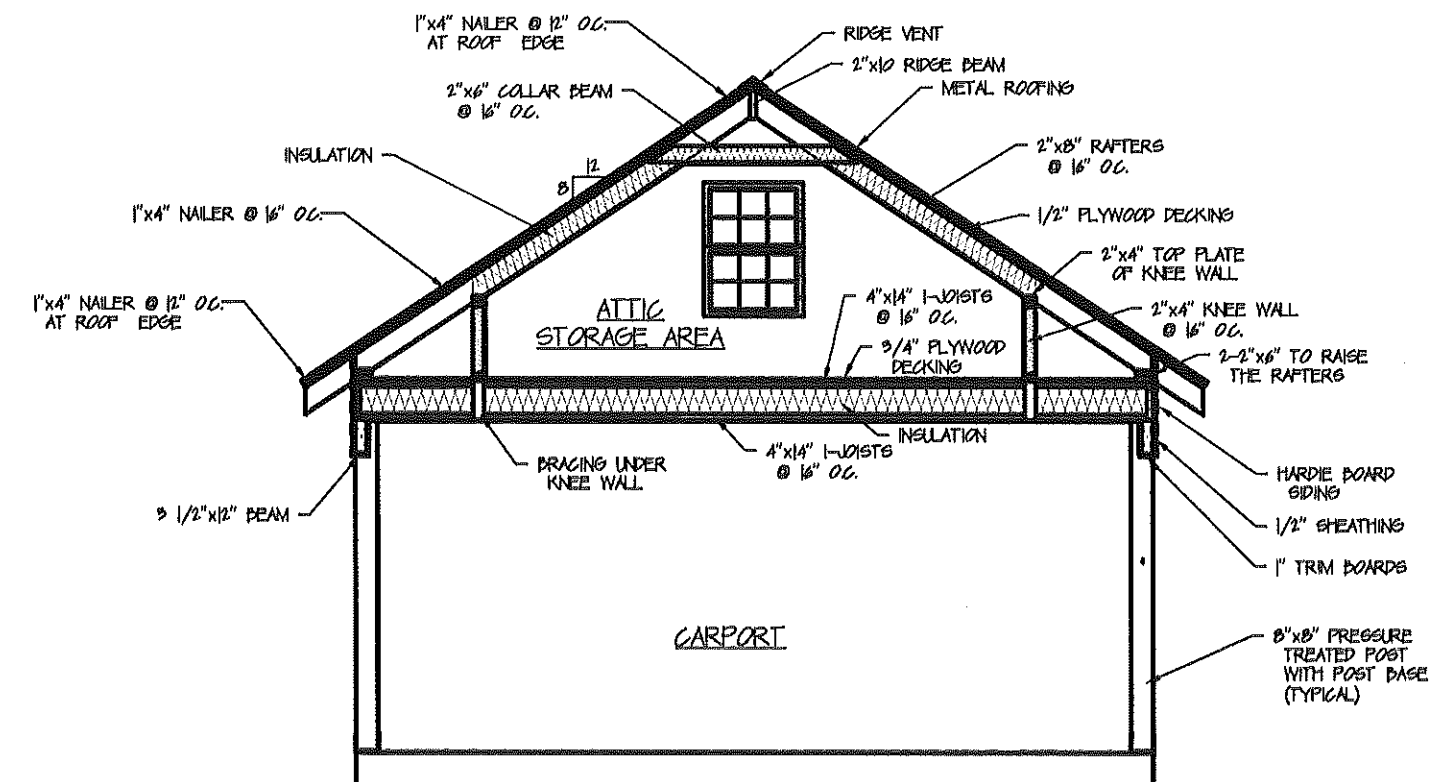 1"x4" NAILER @ 12" O.C.
AT ROOF EDGE
RIDGE VENT
2"x10 RIDGE BEAM
2"x6" COLLAR BEAM
@ 16" O.C.
METAL ROOFING
INSULATION
2"x8" RAFTERS
@ 16" O.C.
12
8
1"x4" NAILER @ 16" O.C.
1/2" PLYWOOD DECKING
2"x4" TOP PLATE
OF KNEE WALL
1"x4" NAILER @ 12" O.C.
AT ROOF EDGE
ATTIC
STORAGE AREA
4"x14" I-JOISTS
@ 16" O.C.
2"x4" KNEE WALL
@ 16" O.C.
3/4" PLYWOOD
DECKING
2-2"x6" TO RAISE
THE RAFTERS
INSULATION
4"x14" I-JOISTS
@ 16" O.C.
BRACING UNDER
KNEE WALL
HARDIE BOARD
SIDING
3 1/2"x12" BEAM
1/2" SHEATHING
1" TRIM BOARDS
CARPORT
8"x8" PRESSURE
TREATED POST
WITH POST BASE
(TYPICAL)